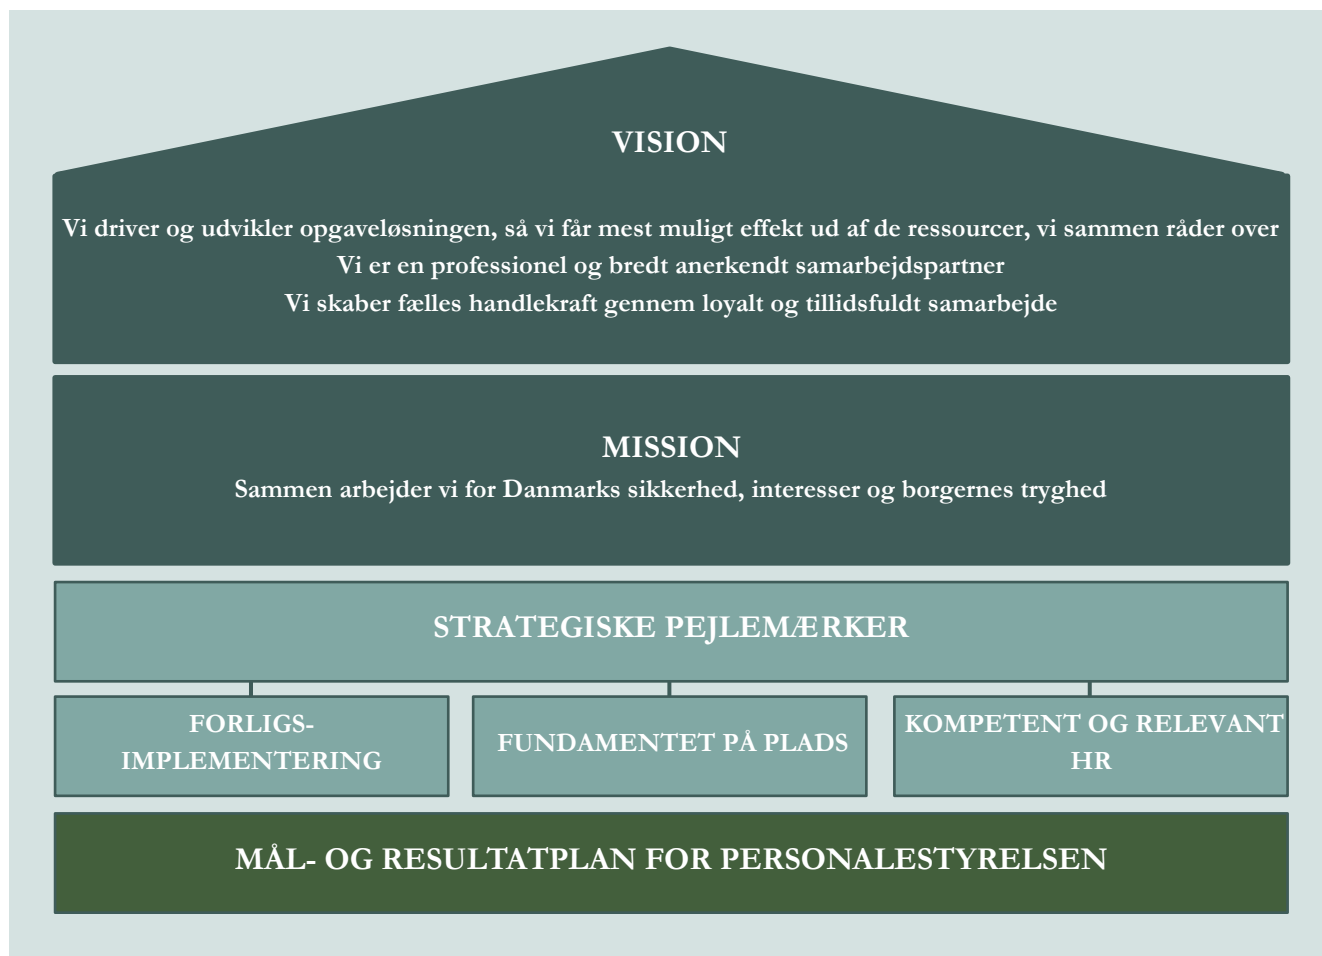 VISION
Vi driver og udvikler opgaveløsningen, så vi får mest muligt effekt ud af de ressourcer, vi sammen råder over
Vi er en professionel og bredt anerkendt samarbejdspartner
Vi skaber fælles handlekraft gennem loyalt og tillidsfuldt samarbejde
MISSION
Sammen arbejder vi for Danmarks sikkerhed, interesser og borgernes tryghed
STRATEGISKE PEJLEMÆRKER
FORLIGS-
IMPLEMENTERING
FUNDAMENTET PÅ PLADS
KOMPETENT OG RELEVANT
HR
MÅL- OG RESULTATPLAN FOR PERSONALESTYRELSEN